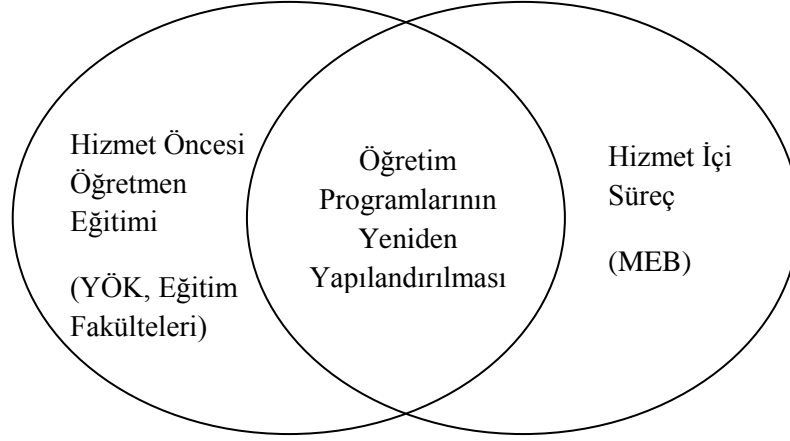 Hizmet Öncesi
Öğretmen
Eğitimi
(YÖK, Eğitim
Fakülteleri)
Öğretim
Programlarının
Yeniden
Yapılandırılması
Hizmet İçi
Süreç
(MEB)